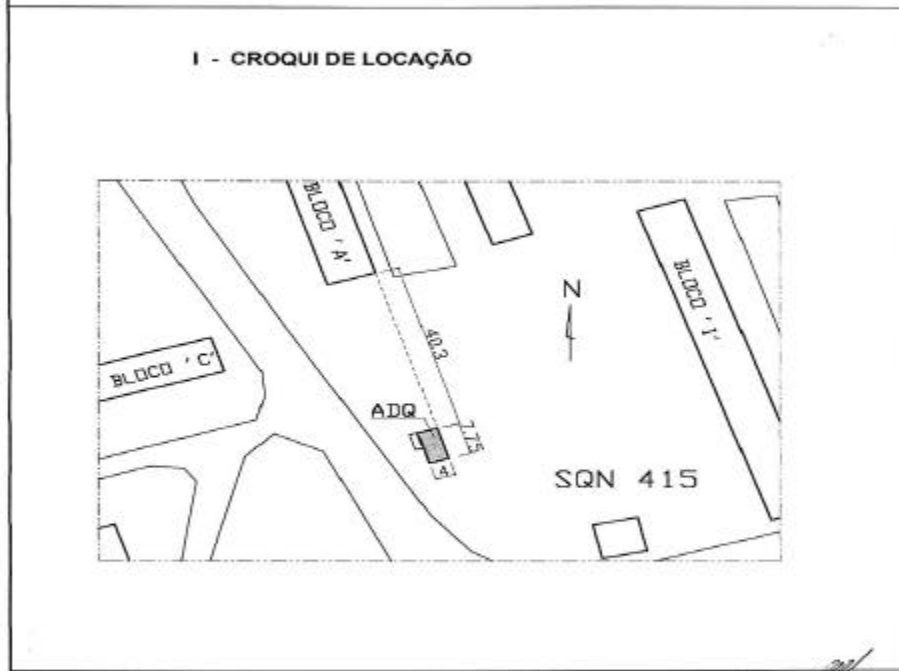 I - CROQUI DE LOCAÇÃO
BLOCO 'A'
N
BLOCO 'I'
40.3
BLOCO 'C'
ADQ
7.75
4
SQN 415